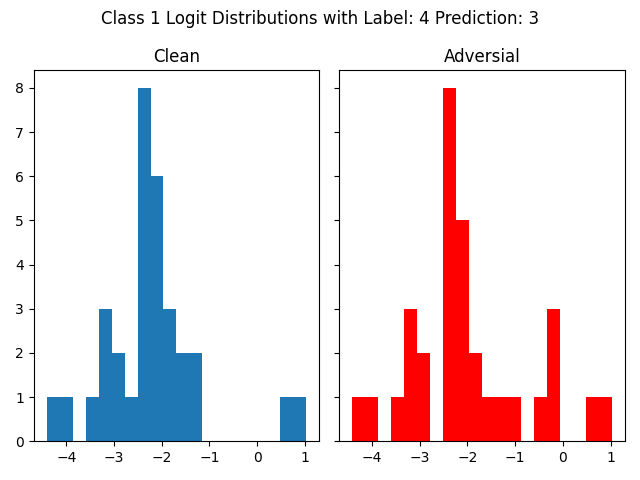 Class 1 Logit Distributions with Label: 4 Prediction: 3
Clean
Adversial
8
7
6
5
4
3
2
1
0
−4 −3 −2 −1 0 1
−4 −3 −2 −1 0 1